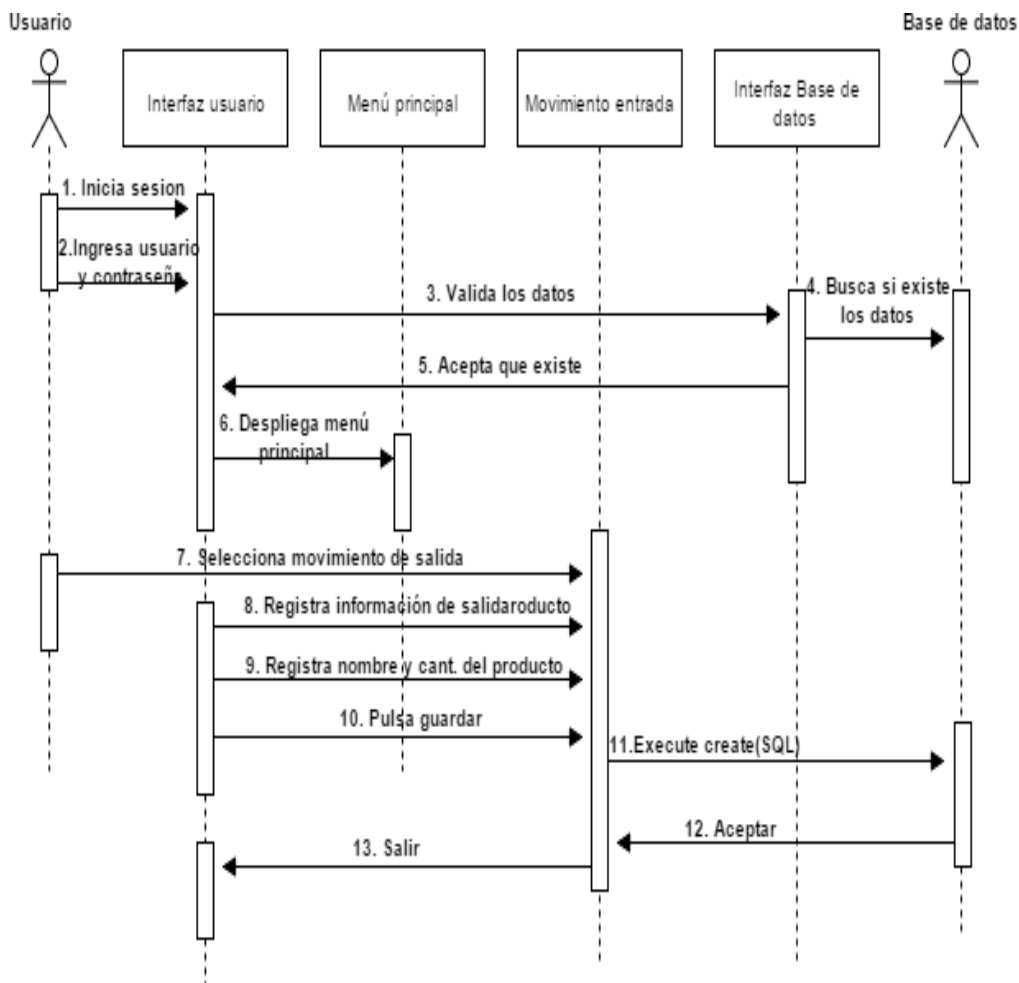 Usuario
Base de datos
Interfaz usuario
Menú principal
Movimiento entrada
Interfaz Base de
datos
1. Inicia sesion
2.Ingresa usuario
y contraseña
3. Valida los datos
4. Busca si existe
los datos
5. Acepta que existe
6. Despliega menú
principal
7. Selecciona movimiento de salida
8. Registra información de salidaroducto
9. Registra nombre y cant. del producto
10. Pulsa guardar
11.Execute create(SQL)
12. Aceptar
13. Salir